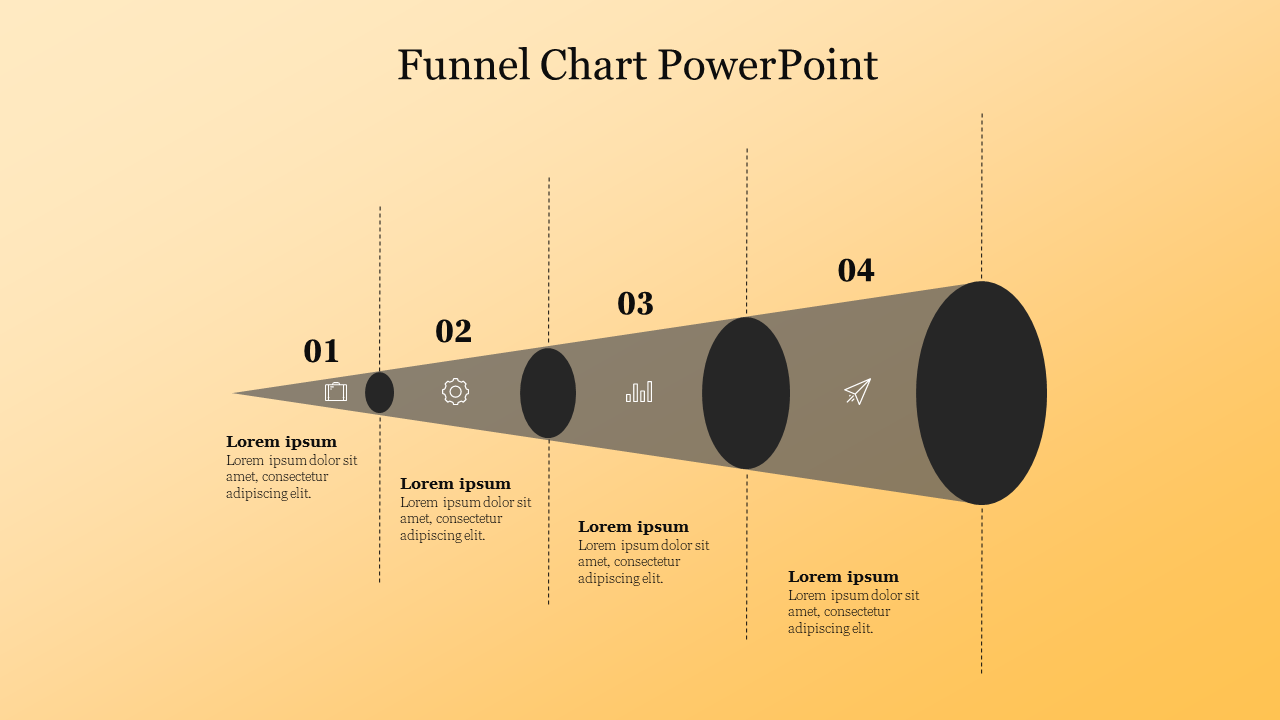 Funnel Chart PowerPoint
01
Lorem ipsum
Lorem ipsum dolor sit
amet, consectetur
adipiscing elit.
02
Lorem ipsum
Lorem ipsum dolor sit
amet, consectetur
adipiscing elit.
03
Lorem ipsum
Lorem ipsum dolor sit
amet, consectetur
adipiscing elit.
04
Lorem ipsum
Lorem ipsum dolor sit
amet, consectetur
adipiscing elit.